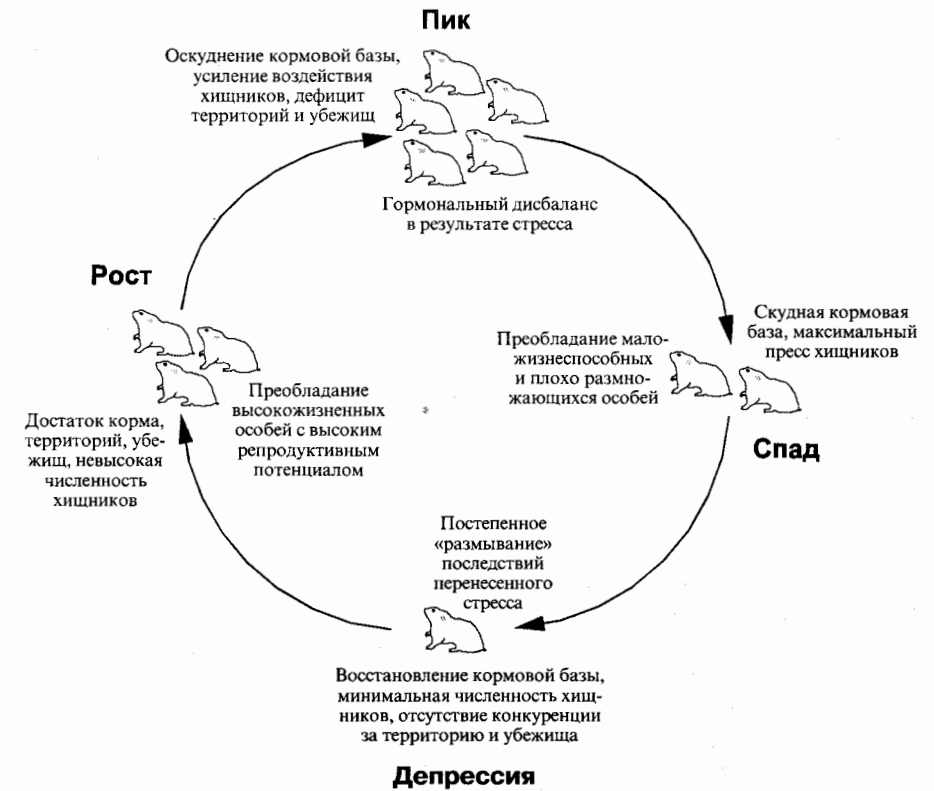 Пик
Оскуднение кормовой базы,
усиление воздействия
хищников, дефицит
территорий и убежищ
Гормональный дисбаланс
в результате стресса
Рост
Преобладание
высокожизненных
особей с высоким
репродуктивным
потенциалом
Достаток корма,
территорий, убе-
жищ, невысокая
численность
хищников
Скудная кормовая
база, максимальный
пресс хищников
Преобладание мало-
жизнеспособных
и плохо размно-
жающихся особей
Спад
Постепенное
«размывание»
последствий
перенесенного
стресса
Восстановление кормовой базы,
минимальная численность хищ-
ников, отсутствие конкуренции
за территорию и убежища
Депрессия